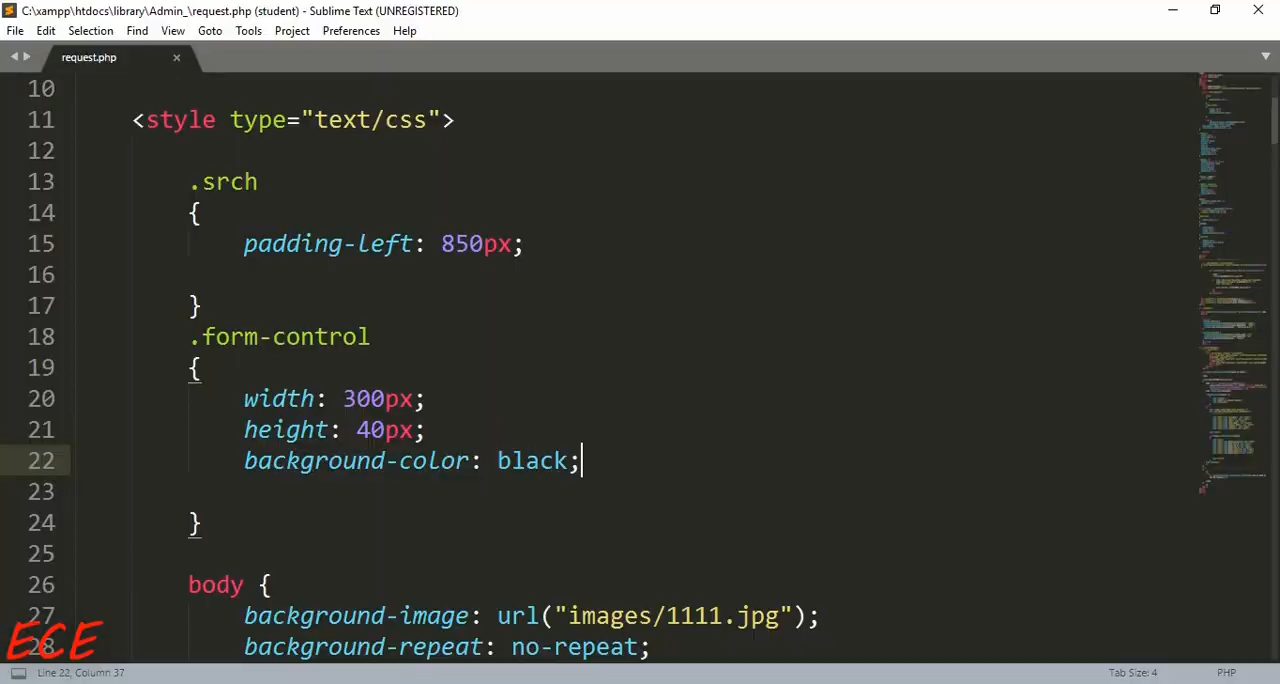 C:\xampp\htdocs\library\Admin_\request.php (student) - Sublime Text (UNREGISTERED)
File Edit Selection Find View Goto Tools Project Preferences Help
request.php
10
11 <style type="text/css">
12
13 .srch
14 {
15 padding-left: 850px;
16
17 }
18 .form-control
19 {
20 width: 300px;
21 height: 40px;
22 background-color: black;
23
24 }
25
26 body {
27 background-image: url("images/1111.jpg");
28 background-repeat: no-repeat;
ECE
Line 22, Column 37 Tab Size: 4 PHP